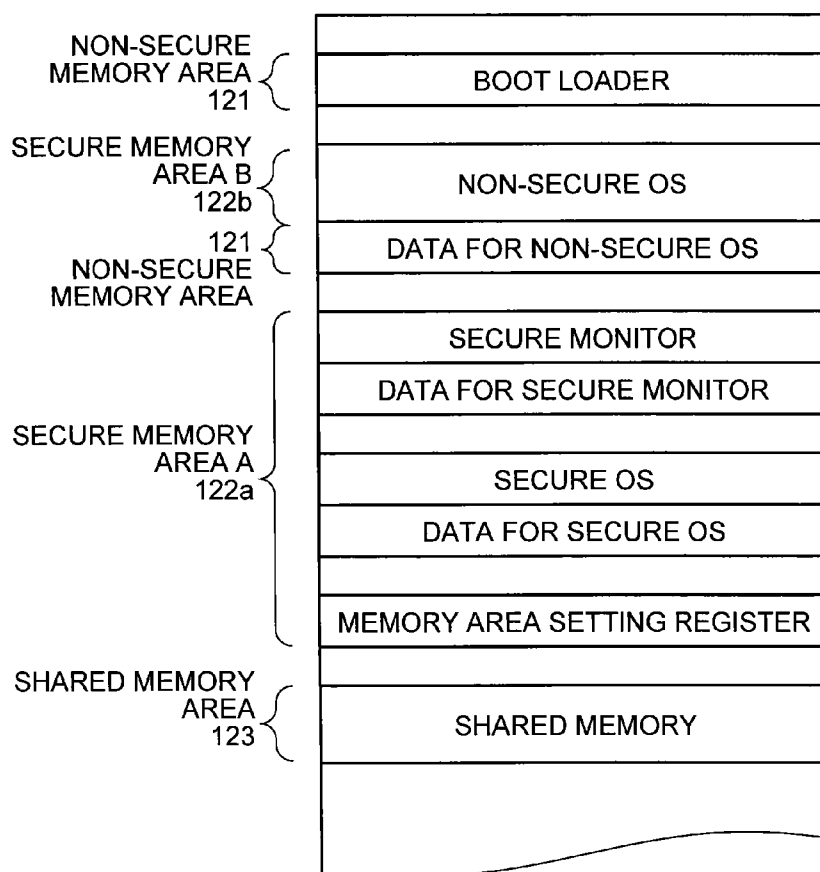 NON-SECURE
MEMORY AREA
121
BOOT LOADER
SECURE MEMORY
AREA B
122b
NON-SECURE OS
121
NON-SECURE
MEMORY AREA
DATA FOR NON-SECURE OS
SECURE MONITOR
DATA FOR SECURE MONITOR
SECURE MEMORY
AREA A
122a
SECURE OS
DATA FOR SECURE OS
MEMORY AREA SETTING REGISTER
SHARED MEMORY
AREA
123
SHARED MEMORY